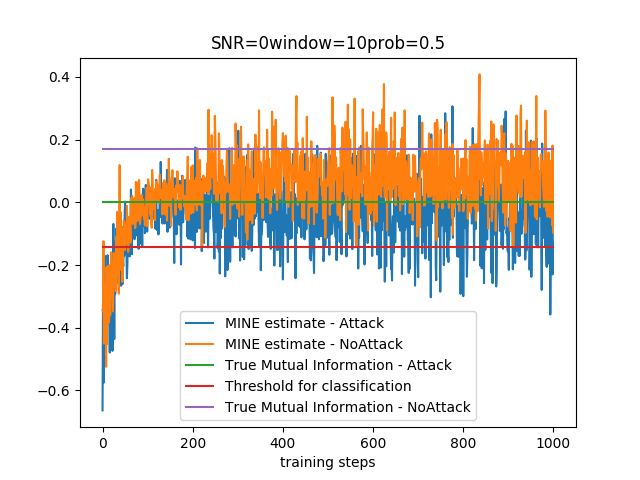 SNR=0window=10prob=0.5
0.4
0.2
0.0
−0.2
−0.4
−0.6
MINE estimate - Attack
MINE estimate - NoAttack
True Mutual Information - Attack
Threshold for classification
True Mutual Information - NoAttack
0 200 400 600 800 1000
training steps